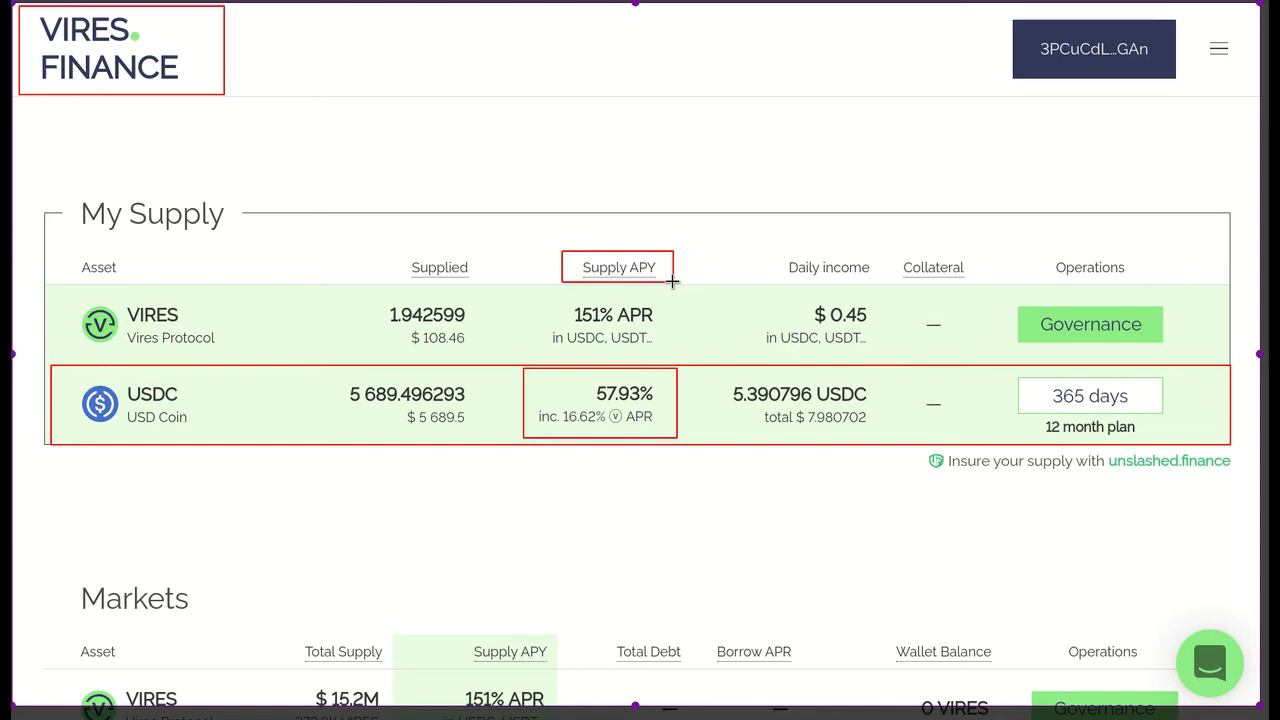 VIRES.
FINANCE
3PCuCdL...GAn
My Supply
Asset Supplied Supply APY Daily income Collateral Operations
VIRES 1.942599 151% APR $ 0.45 — Governance
Vires Protocol $ 108.46 in USDC, USDT... in USDC, USDT...
USDC 5 689.496293 57.93% 5.390796 USDC — 365 days
USD Coin $ 5 689.5 inc. 16.62% Ⓥ APR total $ 7.980702 12 month plan
Insure your supply with unslashed.finance
Markets
Asset Total Supply Supply APY Total Debt Borrow APR Wallet Balance Operations
VIRES $ 15,2M 151% APR — — 0 VIRES Governance